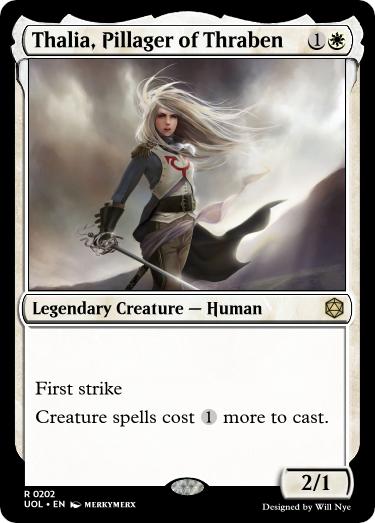 Thalia, Pillager of Thraben 1
Legendary Creature — Human
First strike
Creature spells cost 1 more to cast.
2/1
R 0202
UOL • EN MERKYMERX
Designed by Will Nye